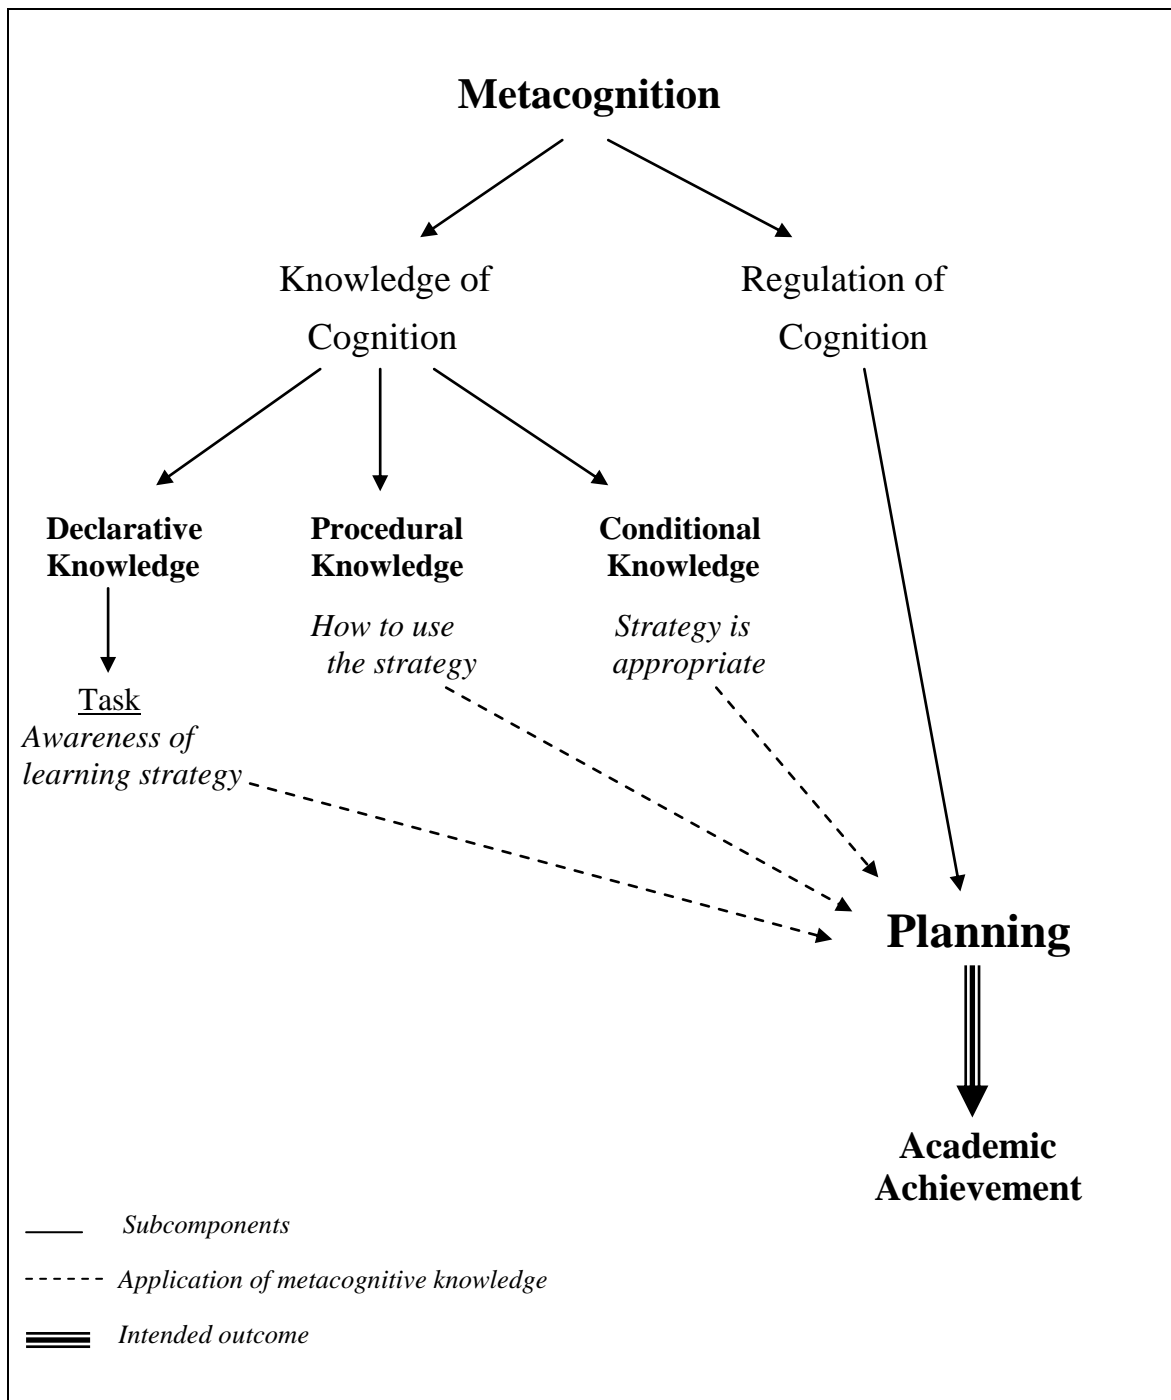 Metacognition
Knowledge of
Cognition
Regulation of
Cognition
Declarative
Knowledge
Procedural
Knowledge
Conditional
Knowledge
How to use
the strategy
Strategy is
appropriate
Task
Awareness of
learning strategy
Planning
Academic
Achievement
Subcomponents
Application of metacognitive knowledge
Intended outcome